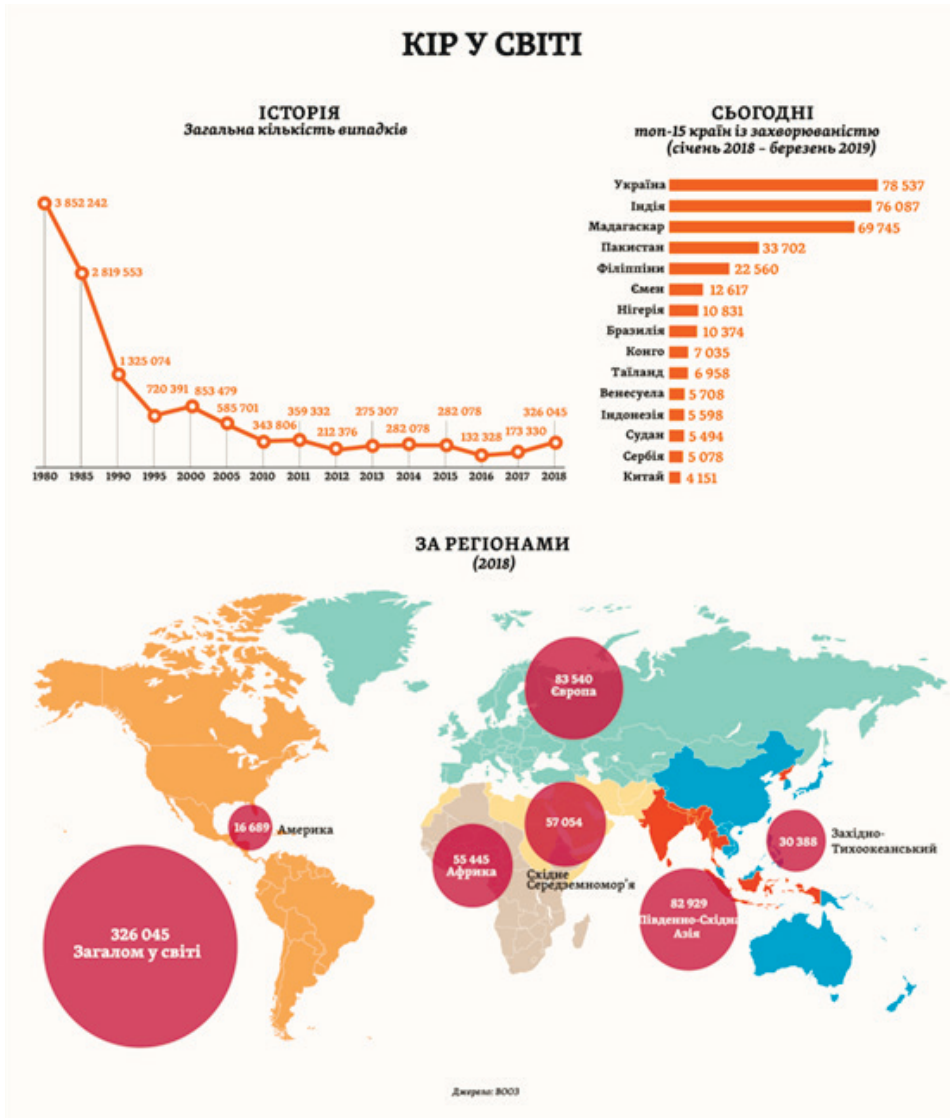 КІР У СВІТІ
ІСТОРІЯ
Загальна кількість випадків
3 852 242
2 819 553
1 325 074
720 391
853 479
585 701
343 806
359 332
212 376
275 307
282 078
282 078
132 328
173 330
326 045
1980 1985 1990 1995 2000 2005 2010 2011 2012 2013 2014 2015 2016 2017 2018
СЬОГОДНІ
топ-15 країн із захворюваністю
(січень 2018 – березень 2019)
Україна 78 537
Індія 76 087
Мадагаскар 69 745
Пакистан 33 702
Філіппіни 22 560
Ємен 12 617
Нігерія 10 831
Бразилія 10 374
Конго 7 035
Таїланд 6 958
Венесуела 5 708
Індонезія 5 598
Судан 5 494
Сербія 5 078
Китай 4 151
ЗА РЕГІОНАМИ
(2018)
83 540
Європа
16 689 Америка
57 054
Східне
Середземномор'я
55 445
Африка
30 388
Західно-
Тихоокеанський
82 929
Південно-Східна
Азія
326 045
Загалом у світі
Джерело: ВООЗ